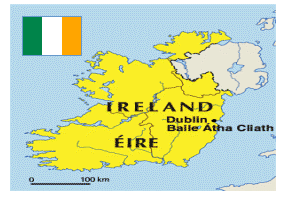 IRELAND
Dublin
Baile Átha Cliath
ÉIRE
0 100 km